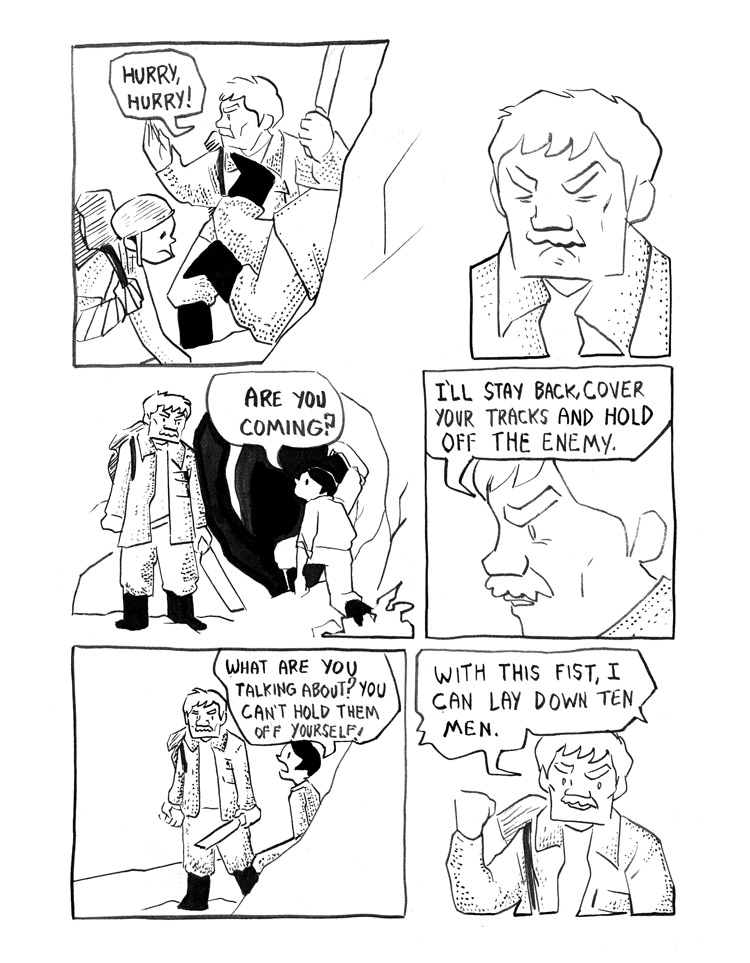 HURRY,
HURRY!
ARE YOU
COMING?
I'LL STAY BACK, COVER
YOUR TRACKS AND HOLD
OFF THE ENEMY.
WHAT ARE YOU
TALKING ABOUT? YOU
CAN'T HOLD THEM
OFF YOURSELF!
WITH THIS FIST, I
CAN LAY DOWN TEN
MEN.